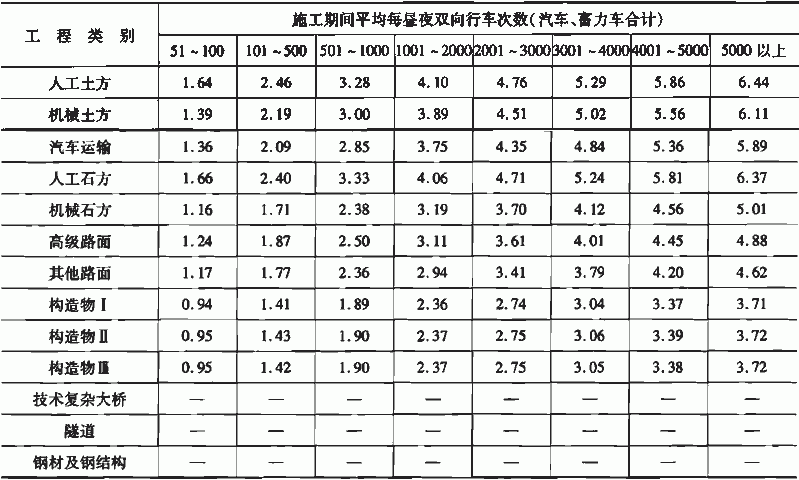 工程类别 施工期间平均每昼夜双向行车次数(汽车、畜力车合计)
51~100 101~500 501~1000 1001~2000 2001~3000 3001~4000 4001~5000 5000以上
人工土方 1.64 2.46 3.28 4.10 4.76 5.29 5.86 6.44
机械土方 1.39 2.19 3.00 3.89 4.51 5.02 5.56 6.11
汽车运输 1.36 2.09 2.85 3.75 4.35 4.84 5.36 5.89
人工石方 1.66 2.40 3.33 4.06 4.71 5.24 5.81 6.37
机械石方 1.16 1.71 2.38 3.19 3.70 4.12 4.56 5.01
高级路面 1.24 1.87 2.50 3.11 3.61 4.01 4.45 4.88
其他路面 1.17 1.77 2.36 2.94 3.41 3.79 4.20 4.62
构造物Ⅰ 0.94 1.41 1.89 2.36 2.74 3.04 3.37 3.71
构造物Ⅱ 0.95 1.43 1.90 2.37 2.75 3.06 3.39 3.72
构造物Ⅲ 0.95 1.42 1.90 2.37 2.75 3.05 3.38 3.72
技术复杂大桥 — — — — — — — —
隧道 — — — — — — — —
钢材及钢结构 — — — — — — — —